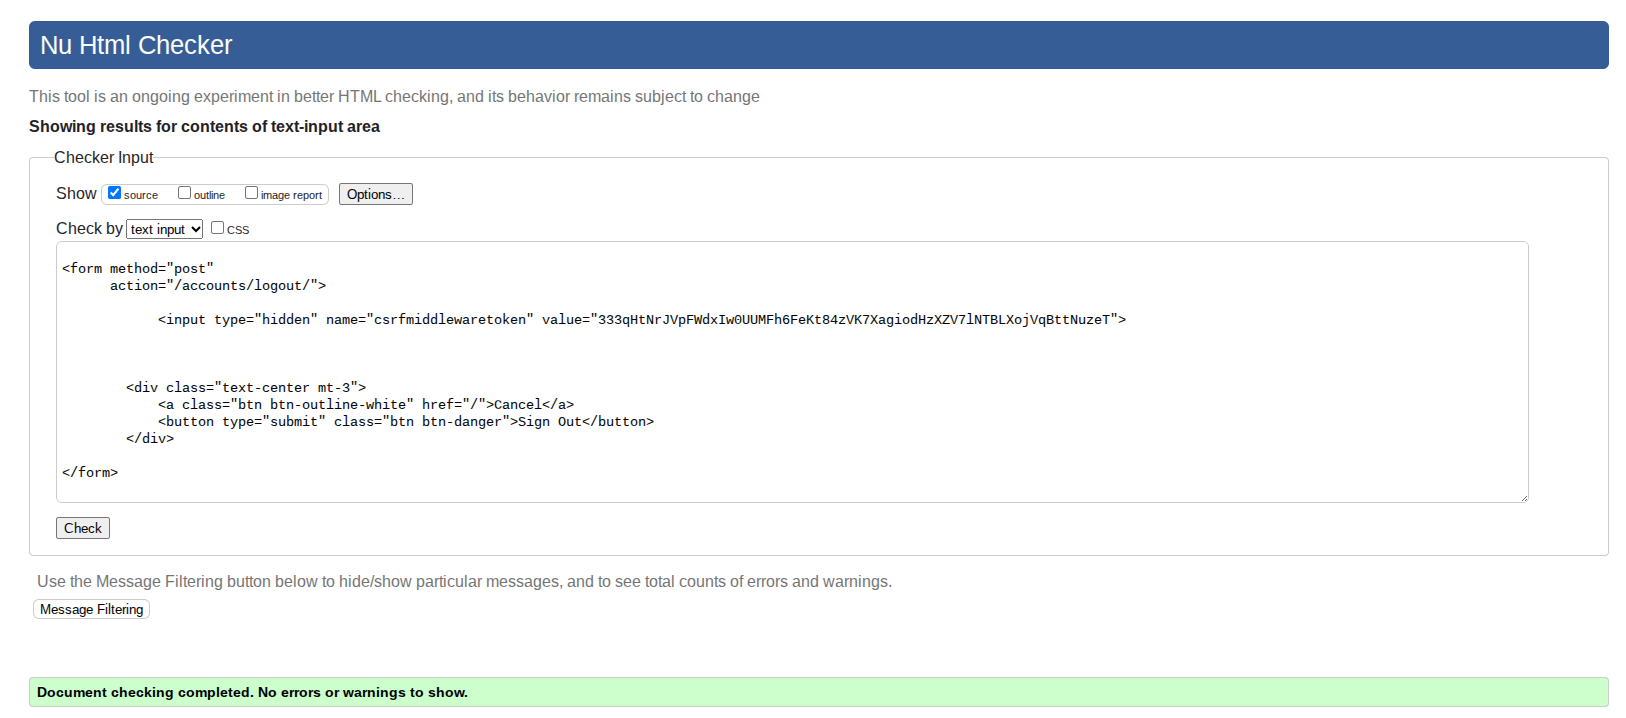 Nu Html Checker
This tool is an ongoing experiment in better HTML checking, and its behavior remains subject to change
Showing results for contents of text-input area
Checker Input
Show source outline image report Options...
Check by text input CSS
<form method="post"
action="/accounts/logout/">
<input type="hidden" name="csrfmiddlewaretoken" value="333qHtNrJVpFWdxIw0UUMFh6FeKt84zVK7XagiodHzXZV7lNTBLXojVqBttNuzeT">
<div class="text-center mt-3">
<a class="btn btn-outline-white" href="/">Cancel</a>
<button type="submit" class="btn btn-danger">Sign Out</button>
</div>
</form>
Check
Use the Message Filtering button below to hide/show particular messages, and to see total counts of errors and warnings.
Message Filtering
Document checking completed. No errors or warnings to show.